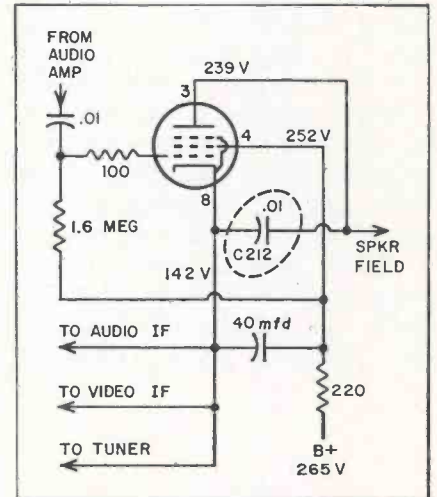 FROM
AUDIO
AMP
239 V
3
.01
4
252 V
100
8
.01
1.6 MEG
C212
SPKR
FIELD
142 V
TO AUDIO IF
40 mfd
TO VIDEO IF
220
TO TUNER
B+
265 V